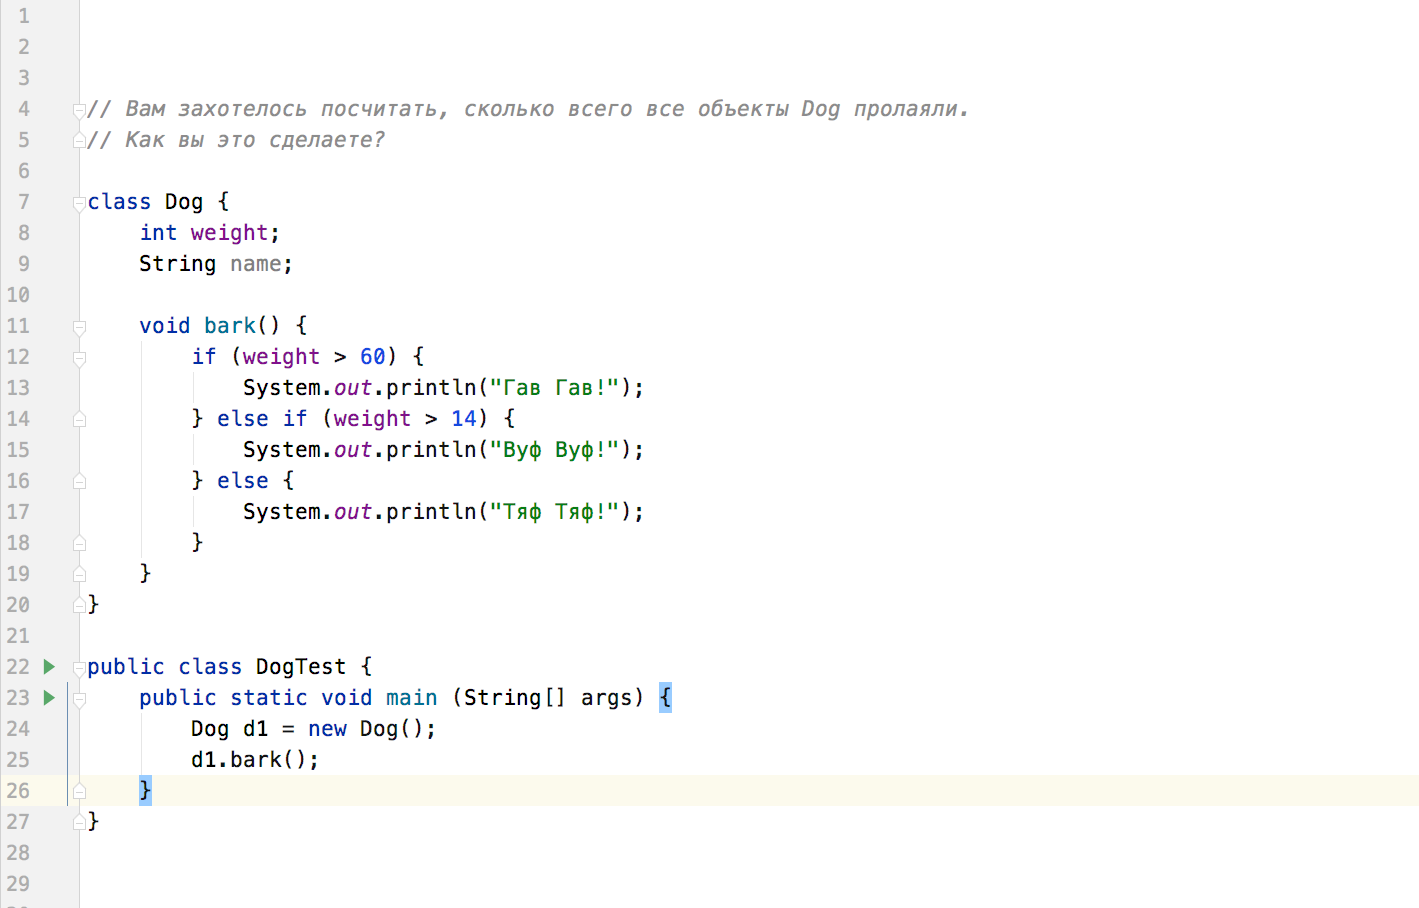 1
2
3
4 // Вам захотелось посчитать, сколько всего все объекты Dog пролаяли.
5 // Как вы это сделаете?
6
7 class Dog {
8     int weight;
9     String name;
10
11     void bark() {
12         if (weight > 60) {
13             System.out.println("Гав Гав!");
14         } else if (weight > 14) {
15             System.out.println("Вуф Вуф!");
16         } else {
17             System.out.println("Тяф Тяф!");
18         }
19     }
20 }
21
22 public class DogTest {
23     public static void main (String[] args) {
24         Dog d1 = new Dog();
25         d1.bark();
26     }
27 }
28
29